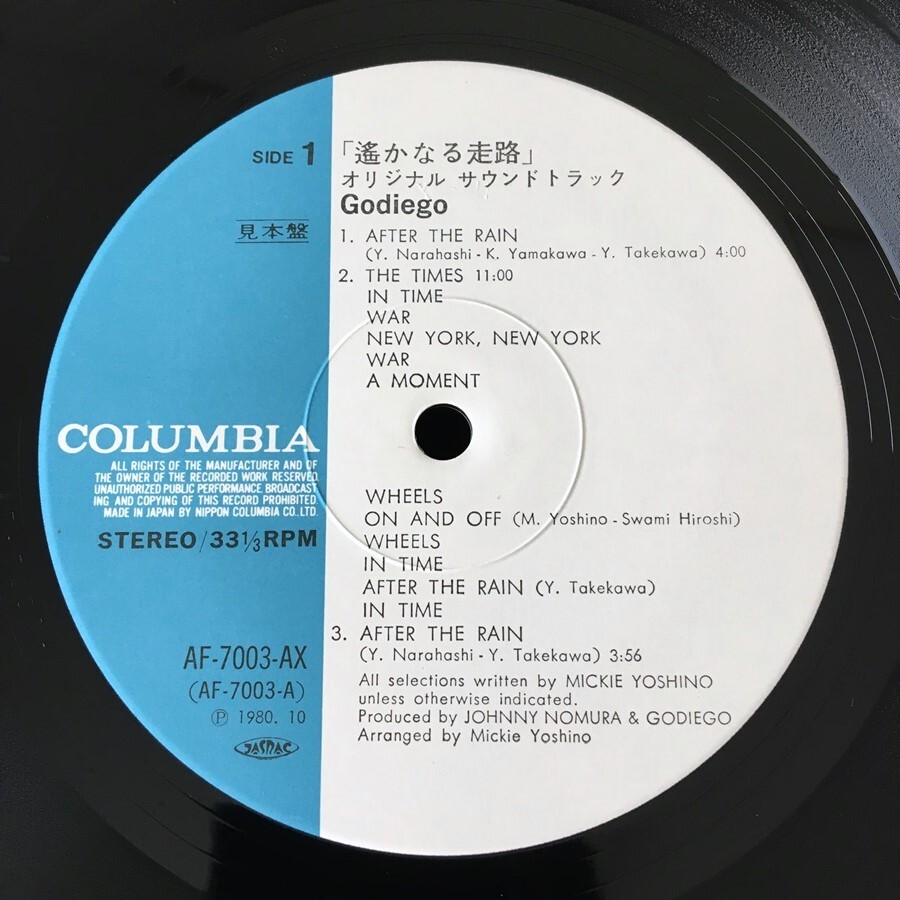 SIDE 1
見本盤
COLUMBIA
ALL RIGHTS OF THE MANUFACTURER AND OF
THE OWNER OF THE RECORDED WORK RESERVED.
UNAUTHORIZED PUBLIC PERFORMANCE BROADCAST
ING AND COPYING OF THIS RECORD PROHIBITED.
MADE IN JAPAN BY NIPPON COLUMBIA CO. LTD.
STEREO/33⅓RPM
AF-7003-AX
(AF-7003-A)
Ⓟ 1980. 10
JASRAC
「遙かなる走路」
オリジナル サウンドトラック
Godiego
1. AFTER THE RAIN
(Y. Narahashi - K. Yamakawa - Y. Takekawa) 4:00
2. THE TIMES 11:00
IN TIME
WAR
NEW YORK, NEW YORK
WAR
A MOMENT
WHEELS
ON AND OFF (M. Yoshino - Swami Hiroshi)
WHEELS
IN TIME
AFTER THE RAIN (Y. Takekawa)
IN TIME
3. AFTER THE RAIN
(Y. Narahashi - Y. Takekawa) 3:56
All selections written by MICKIE YOSHINO
unless otherwise indicated.
Produced by JOHNNY NOMURA & GODIEGO
Arranged by Mickie Yoshino